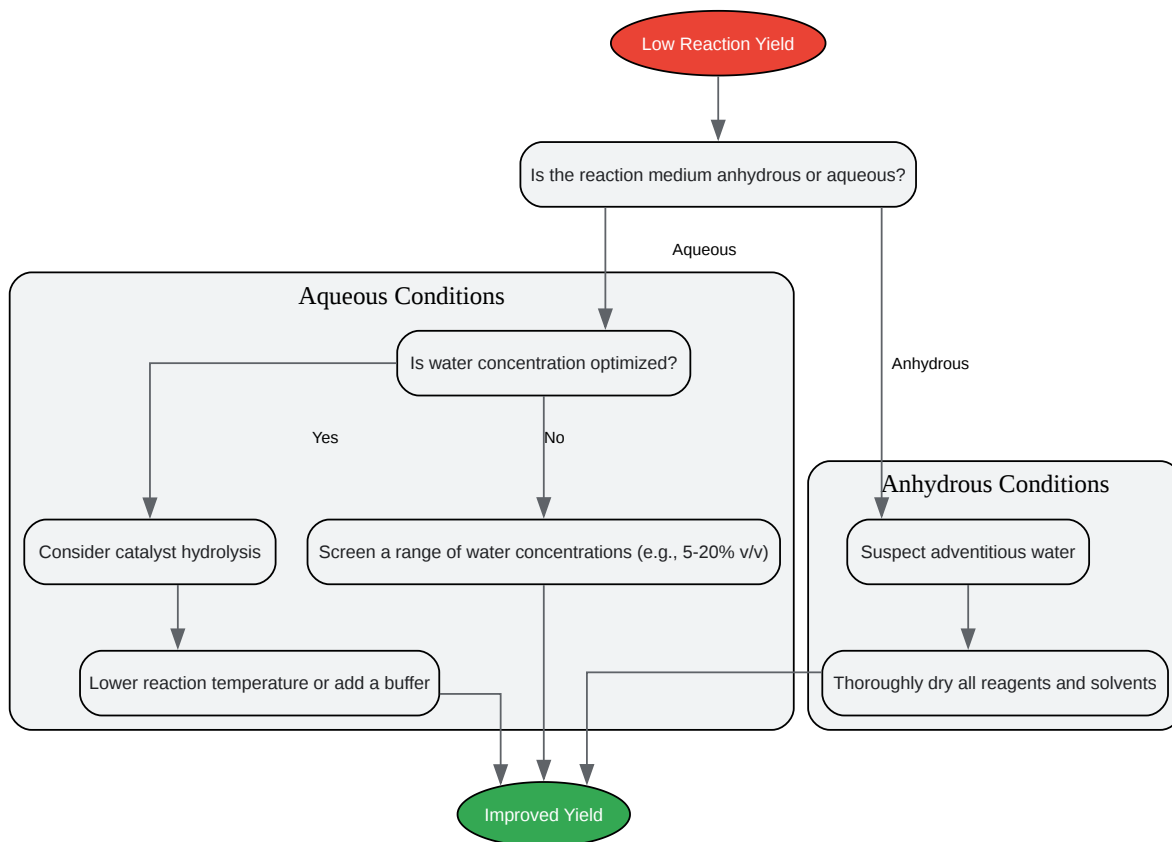 Low Reaction Yield
Is the reaction medium anhydrous or aqueous?
Aqueous
Aqueous Conditions
Is water concentration optimized?
Anhydrous
Yes
No
Anhydrous Conditions
Consider catalyst hydrolysis
Screen a range of water concentrations (e.g., 5-20% v/v)
Suspect adventitious water
Lower reaction temperature or add a buffer
Thoroughly dry all reagents and solvents
Improved Yield